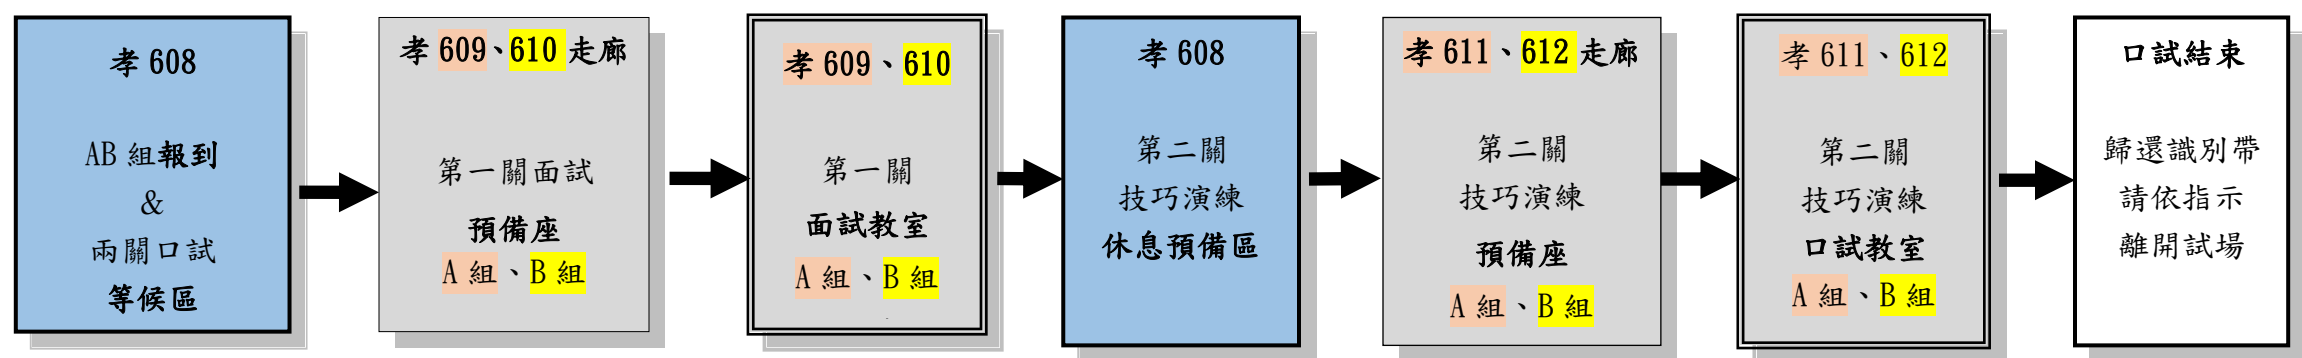 孝 608
AB 組報到
&
兩關口試
等候區
孝 609、610 走廊
第一關面試
預備座
A 組、B 組
孝 609、610
第一關
面試教室
A 組、B 組
孝 608
第二關
技巧演練
休息預備區
孝 611、612 走廊
第二關
技巧演練
預備座
A 組、B 組
孝 611、612
第二關
技巧演練
口試教室
A 組、B 組
口試結束
歸還識別帶
請依指示
離開試場